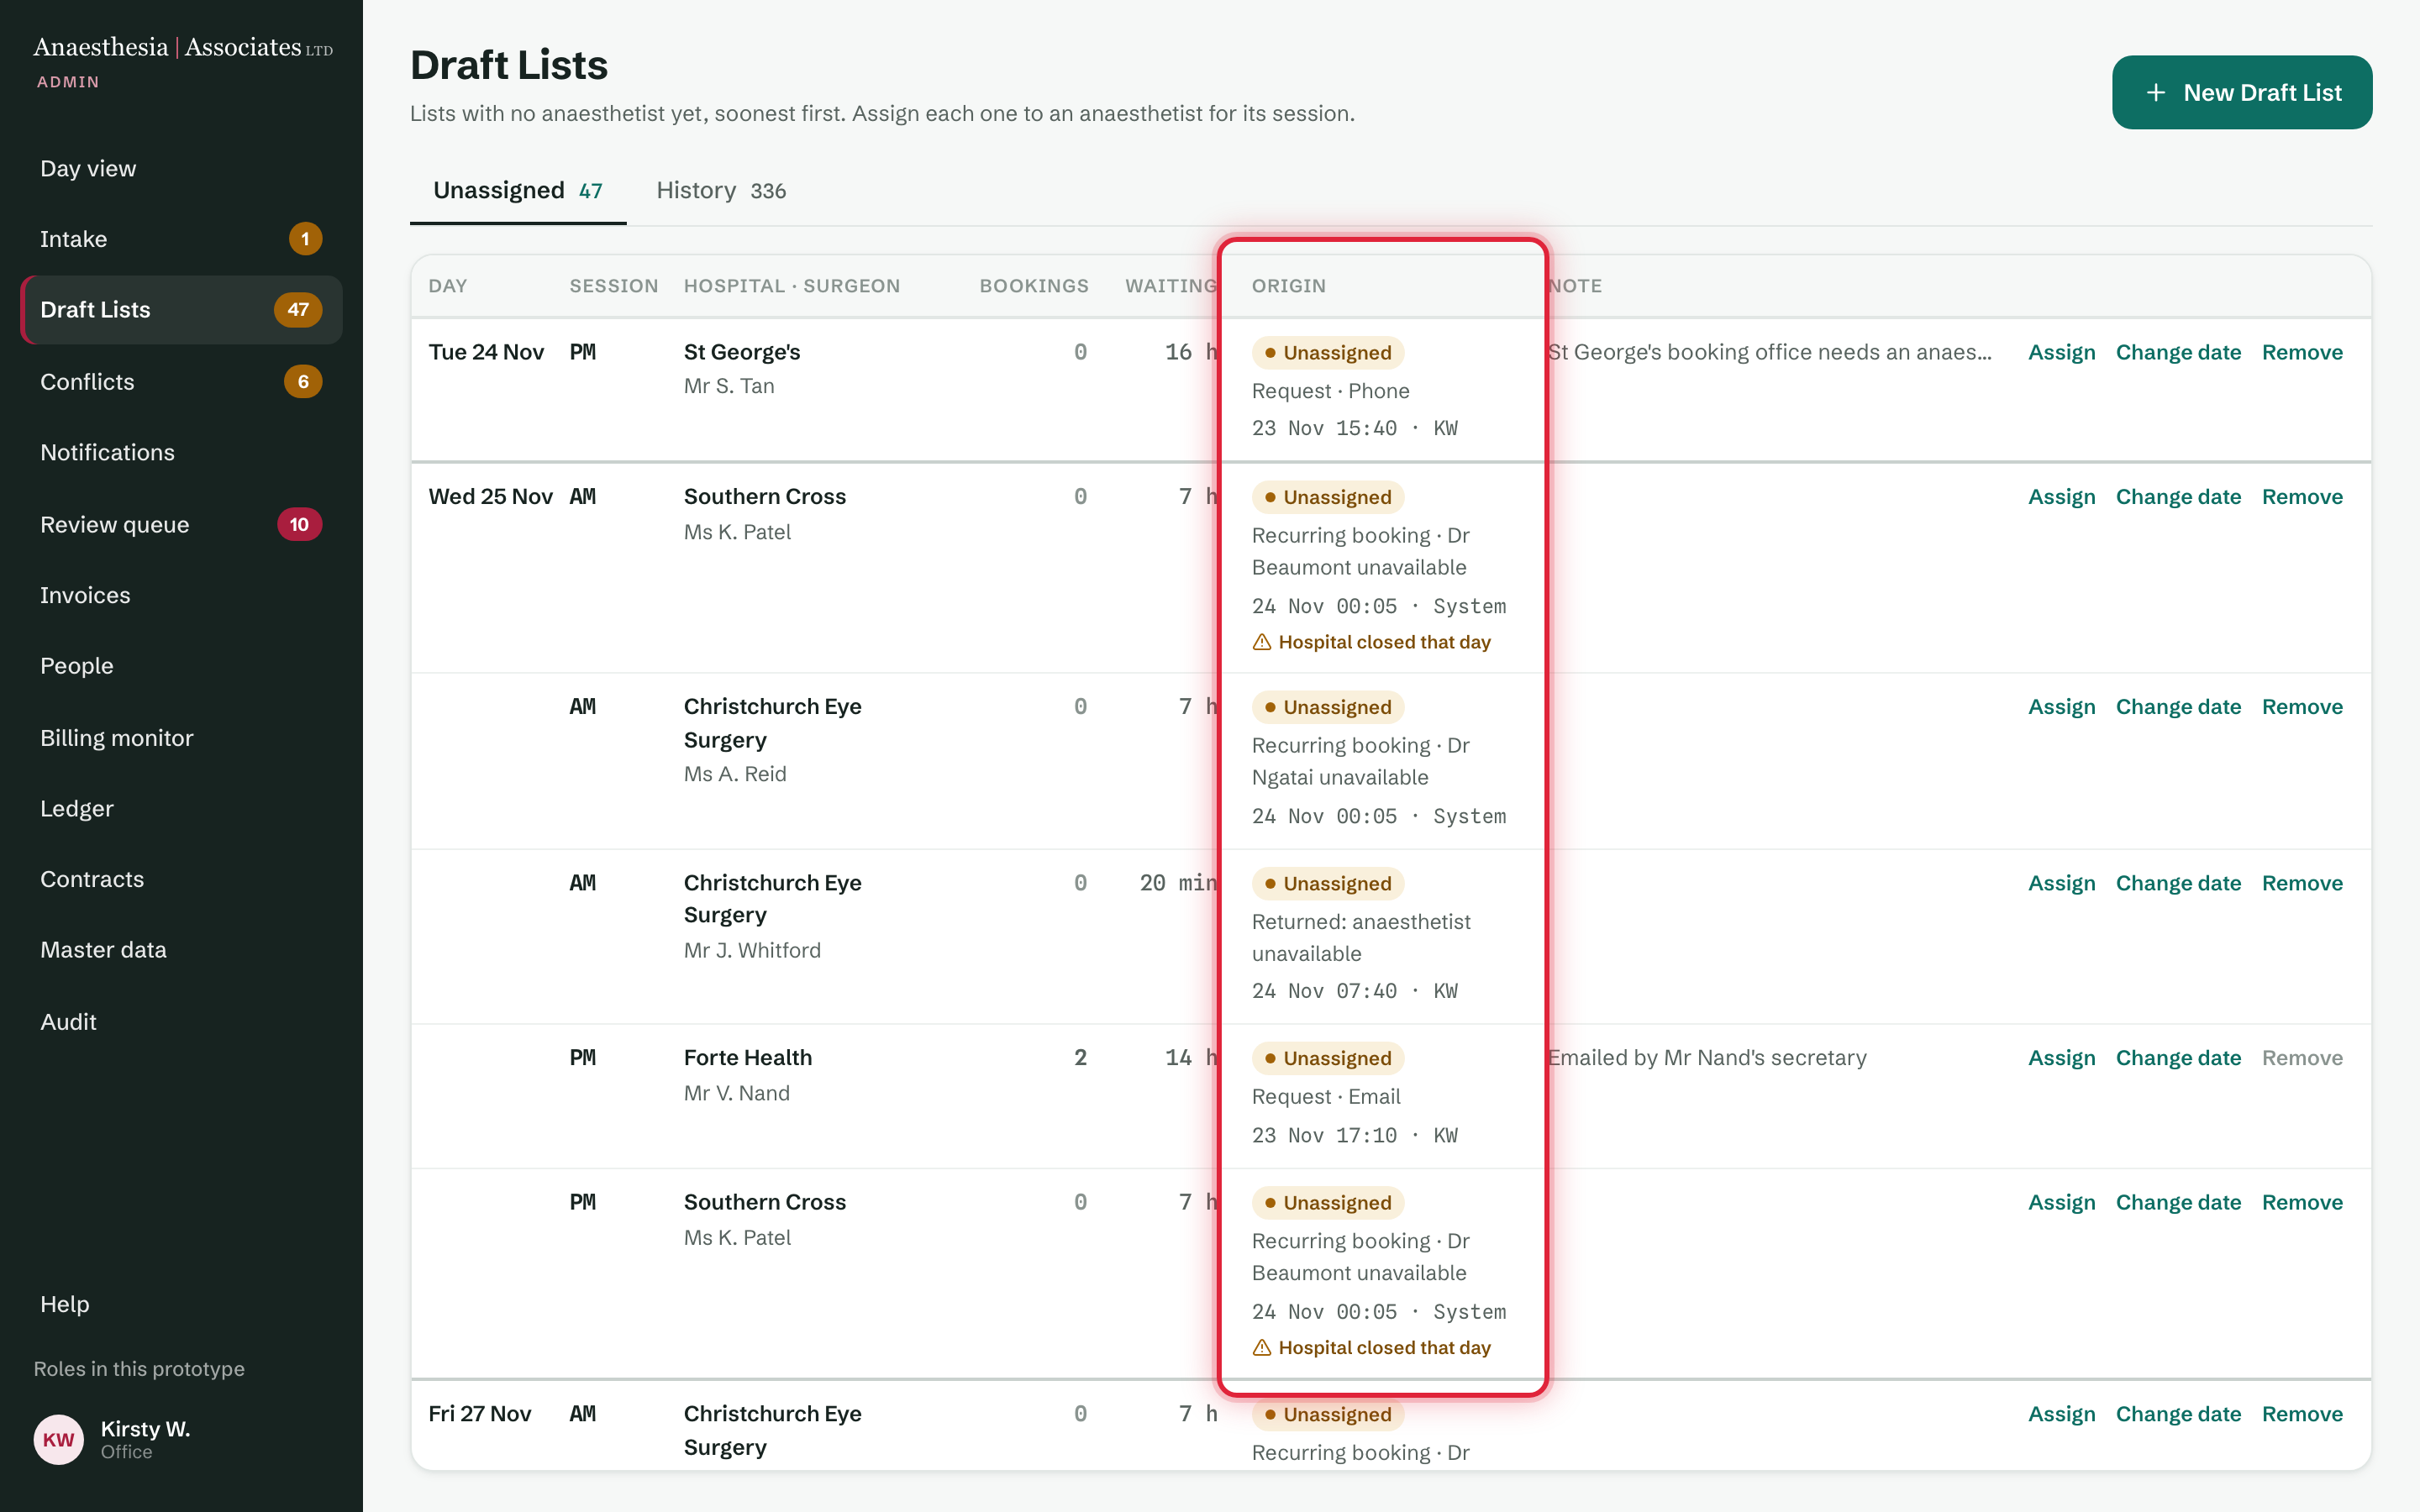 Anaesthesia | Associates LTD
ADMIN
Day view
Intake 1
Draft Lists 47
Conflicts 6
Notifications
Review queue 10
Invoices
People
Billing monitor
Ledger
Contracts
Master data
Audit
Help
Roles in this prototype
KW Kirsty W.
Office
Draft Lists
Lists with no anaesthetist yet, soonest first. Assign each one to an anaesthetist for its session.
+ New Draft List
Unassigned 47 History 336
DAY SESSION HOSPITAL · SURGEON BOOKINGS WAITING ORIGIN NOTE
Tue 24 Nov PM St George's 0 16 h Unassigned St George's booking office needs an anaes... Assign Change date Remove
Mr S. Tan Request · Phone
23 Nov 15:40 · KW
Wed 25 Nov AM Southern Cross 0 7 h Unassigned Assign Change date Remove
Ms K. Patel Recurring booking · Dr
Beaumont unavailable
24 Nov 00:05 · System
Hospital closed that day
AM Christchurch Eye 0 7 h Unassigned Assign Change date Remove
Surgery Recurring booking · Dr
Ms A. Reid Ngatai unavailable
24 Nov 00:05 · System
AM Christchurch Eye 0 20 min Unassigned Assign Change date Remove
Surgery Returned: anaesthetist
Mr J. Whitford unavailable
24 Nov 07:40 · KW
PM Forte Health 2 14 h Unassigned Emailed by Mr Nand's secretary Assign Change date Remove
Mr V. Nand Request · Email
23 Nov 17:10 · KW
PM Southern Cross 0 7 h Unassigned Assign Change date Remove
Ms K. Patel Recurring booking · Dr
Beaumont unavailable
24 Nov 00:05 · System
Hospital closed that day
Fri 27 Nov AM Christchurch Eye 0 7 h Unassigned Assign Change date Remove
Surgery Recurring booking · Dr